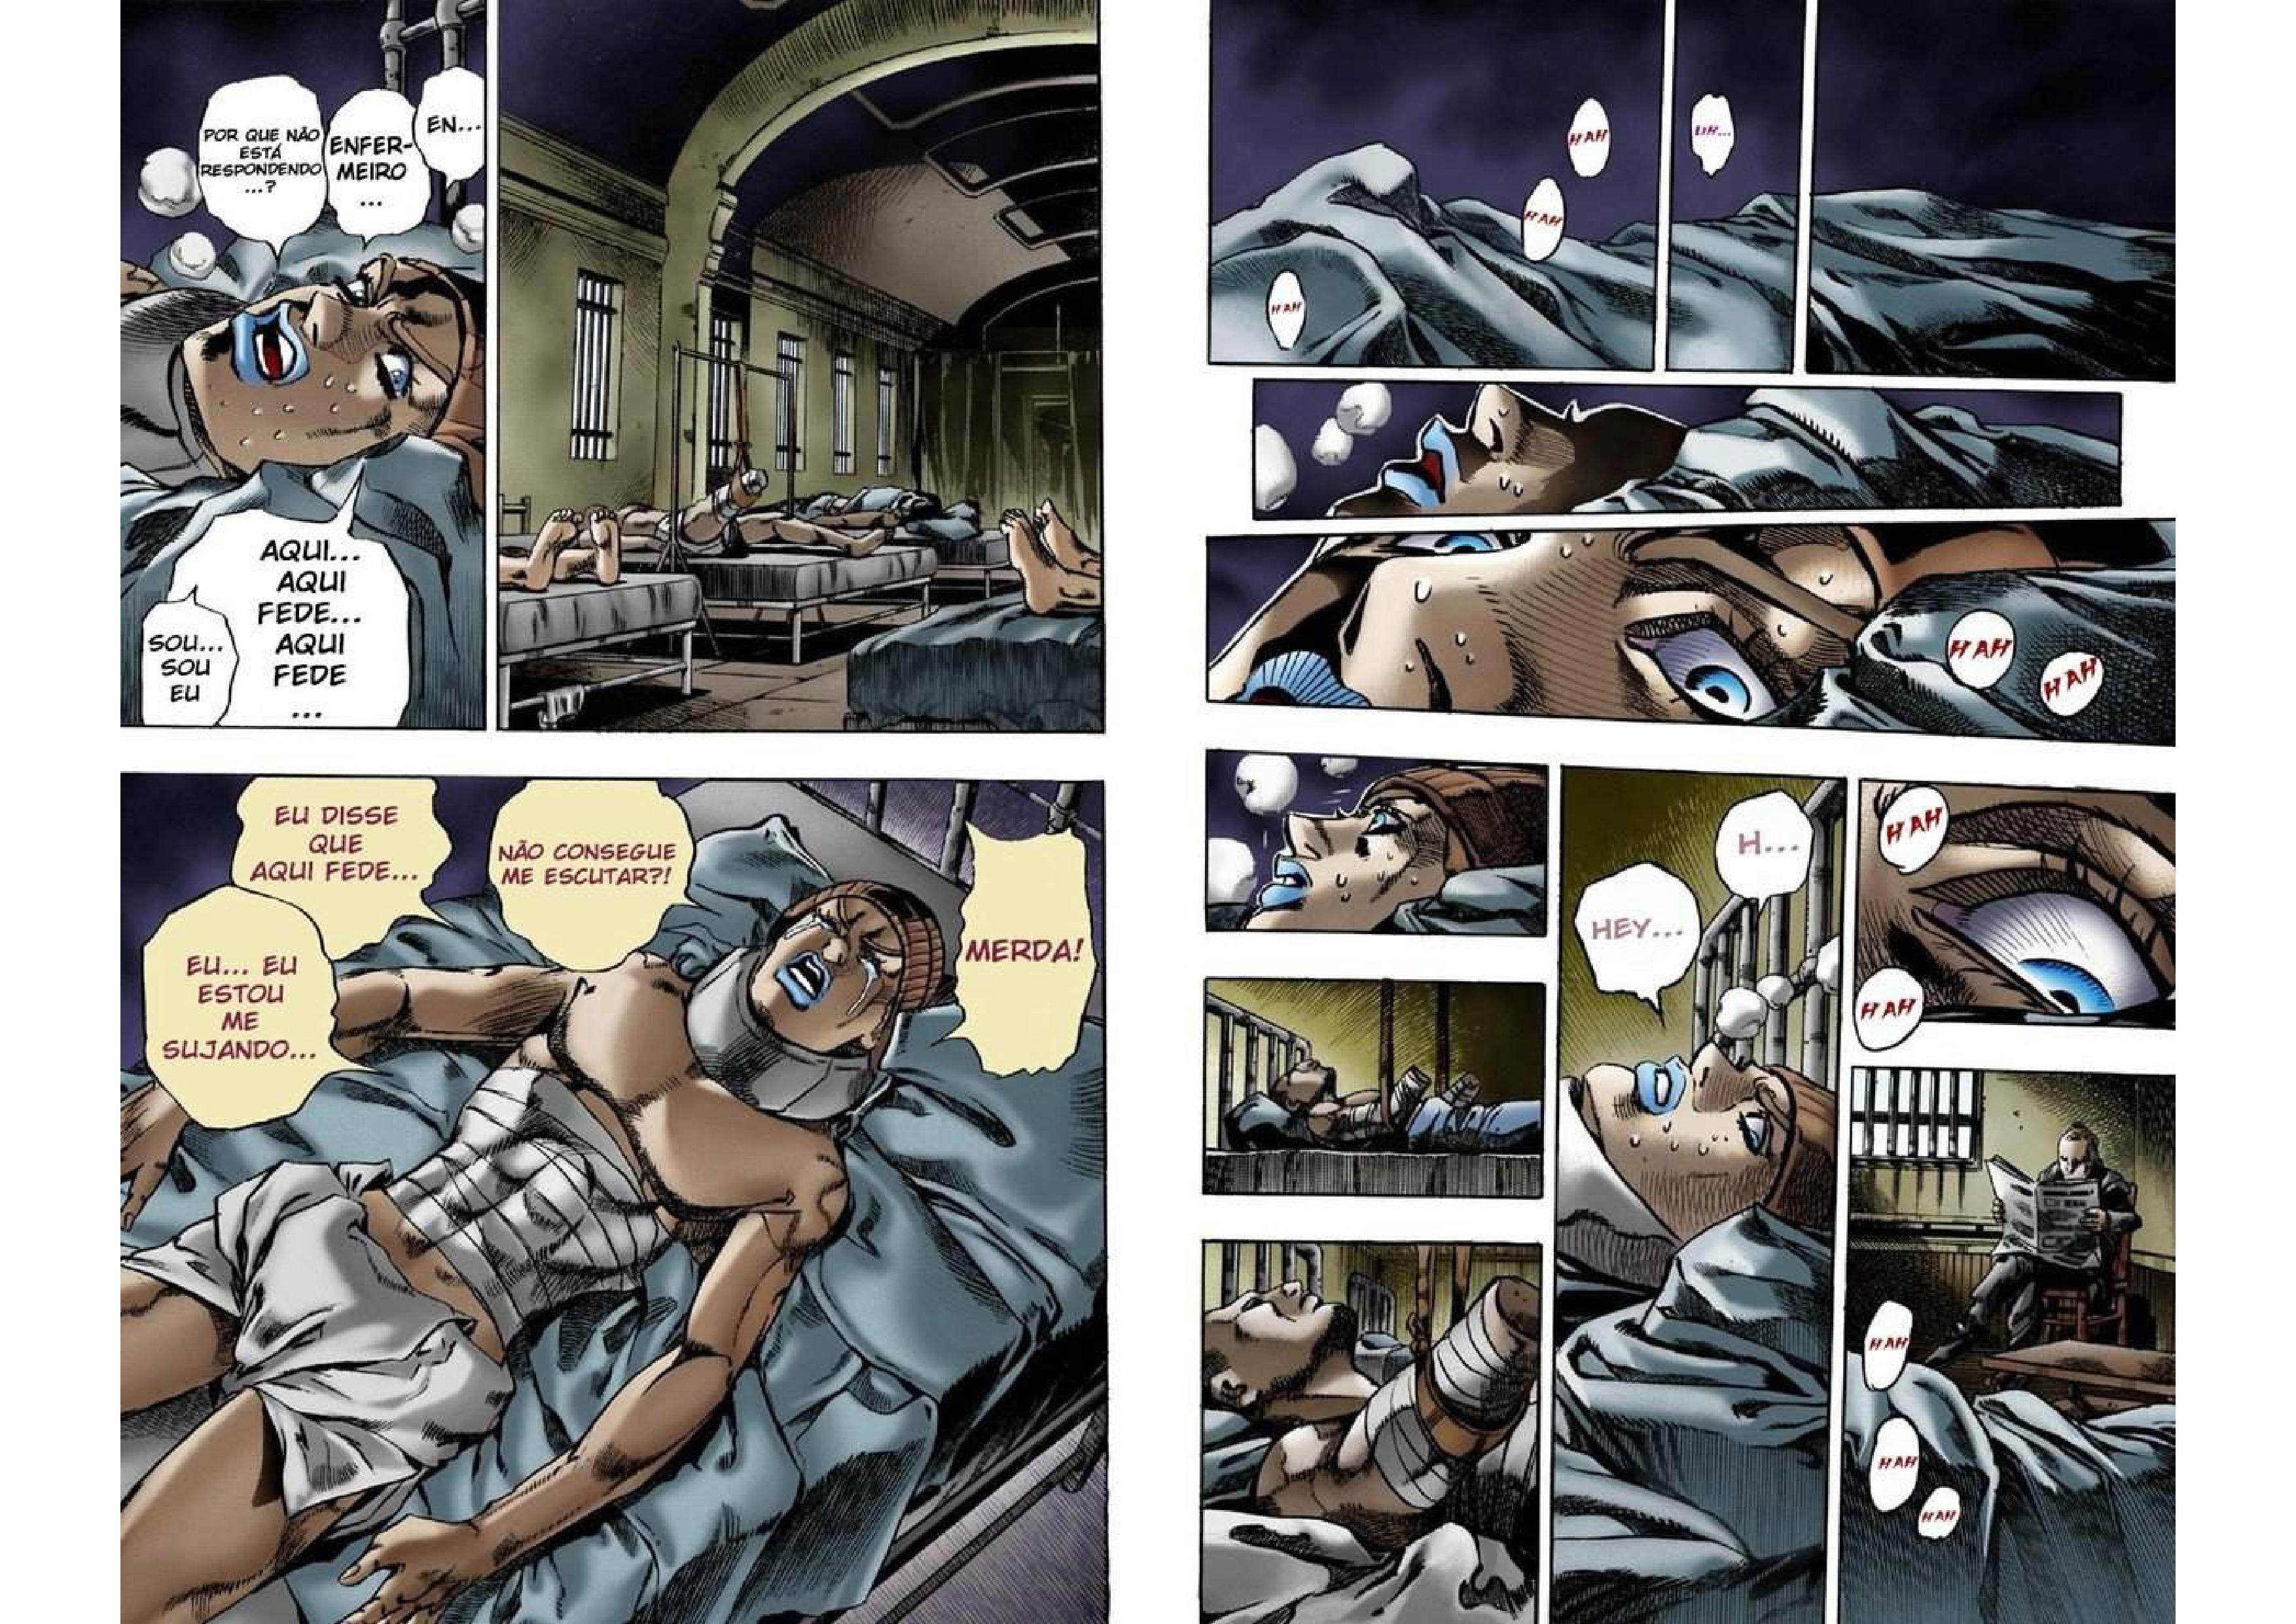 UH...
HAH
HAH
HAH
HAH
HAH
HAH
HAH
H...
HEY...
HAH
HAH
HAH
EN...
ENFER-
MEIRO
...
POR QUE NÃO
ESTÁ
RESPONDENDO
...?
AQUI...
AQUI
FEDE...
AQUI
FEDE
...
SOU...
SOU
EU
MERDA!
NÃO CONSEGUE
ME ESCUTAR?!
EU DISSE
QUE
AQUI FEDE...
EU... EU
ESTOU
ME
SUJANDO...